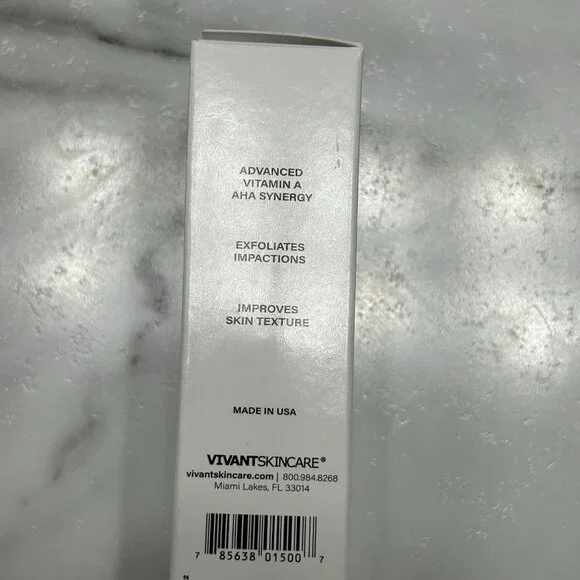 ADVANCED
VITAMIN A
AHA SYNERGY
EXFOLIATES
IMPACTIONS
IMPROVES
SKIN TEXTURE
MADE IN USA
VIVANTSKINCARE®
vivantskincare.com | 800.984.8268
Miami Lakes, FL 33014
7 85638 01500 7
2